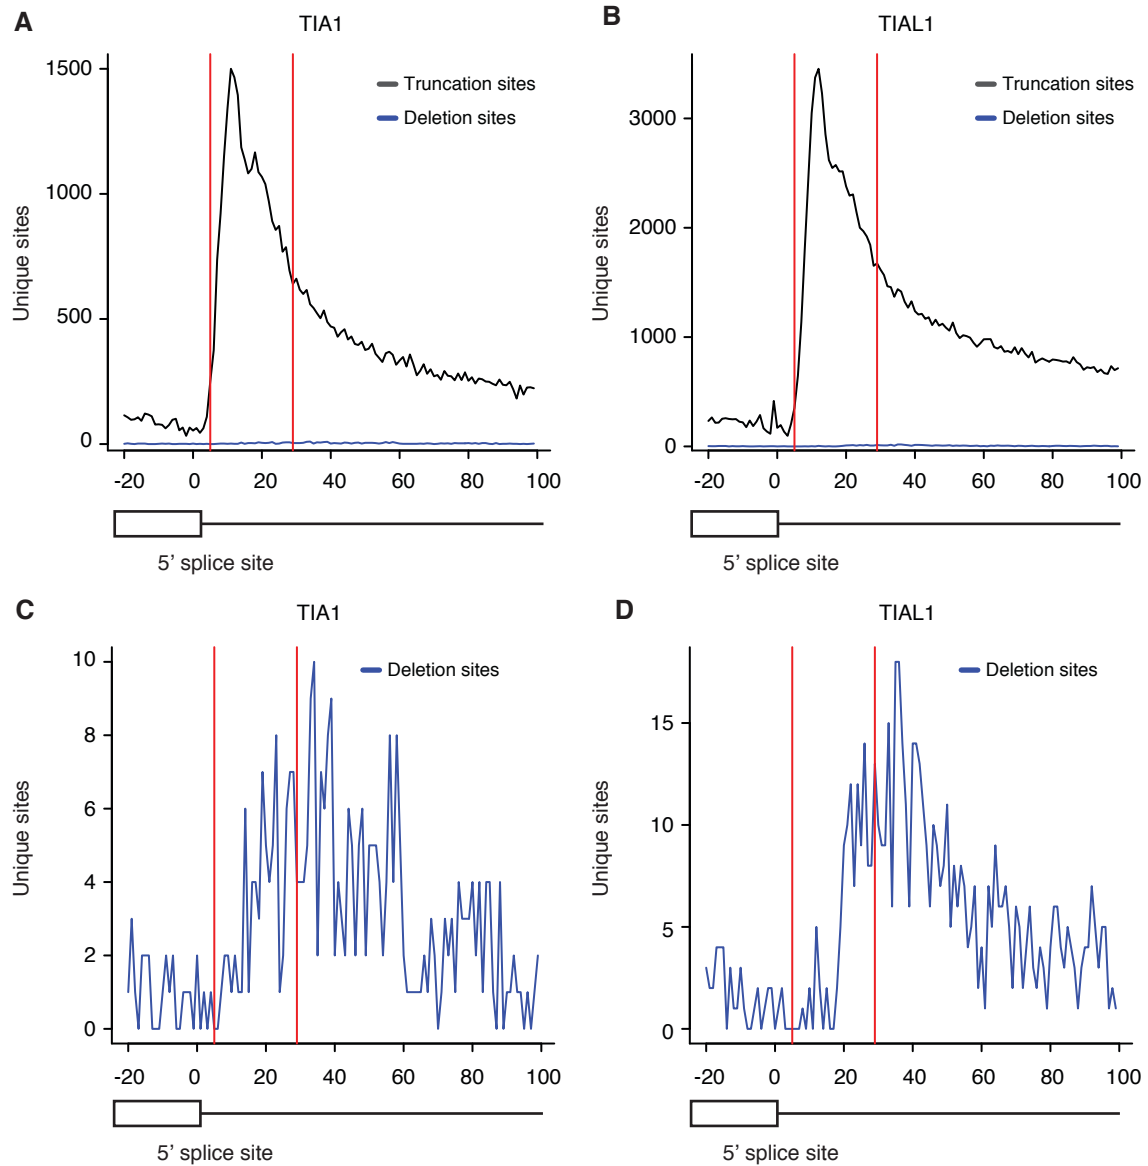 A
TIA1
1500
1000
500
0
Unique sites
Truncation sites
Deletion sites
-20 0 20 40 60 80 100
5’ splice site
B
TIAL1
3000
2000
1000
0
Unique sites
Truncation sites
Deletion sites
-20 0 20 40 60 80 100
5’ splice site
C
TIA1
10
8
6
4
2
0
Unique sites
Deletion sites
-20 0 20 40 60 80 100
5’ splice site
D
TIAL1
15
10
5
0
Unique sites
Deletion sites
-20 0 20 40 60 80 100
5’ splice site